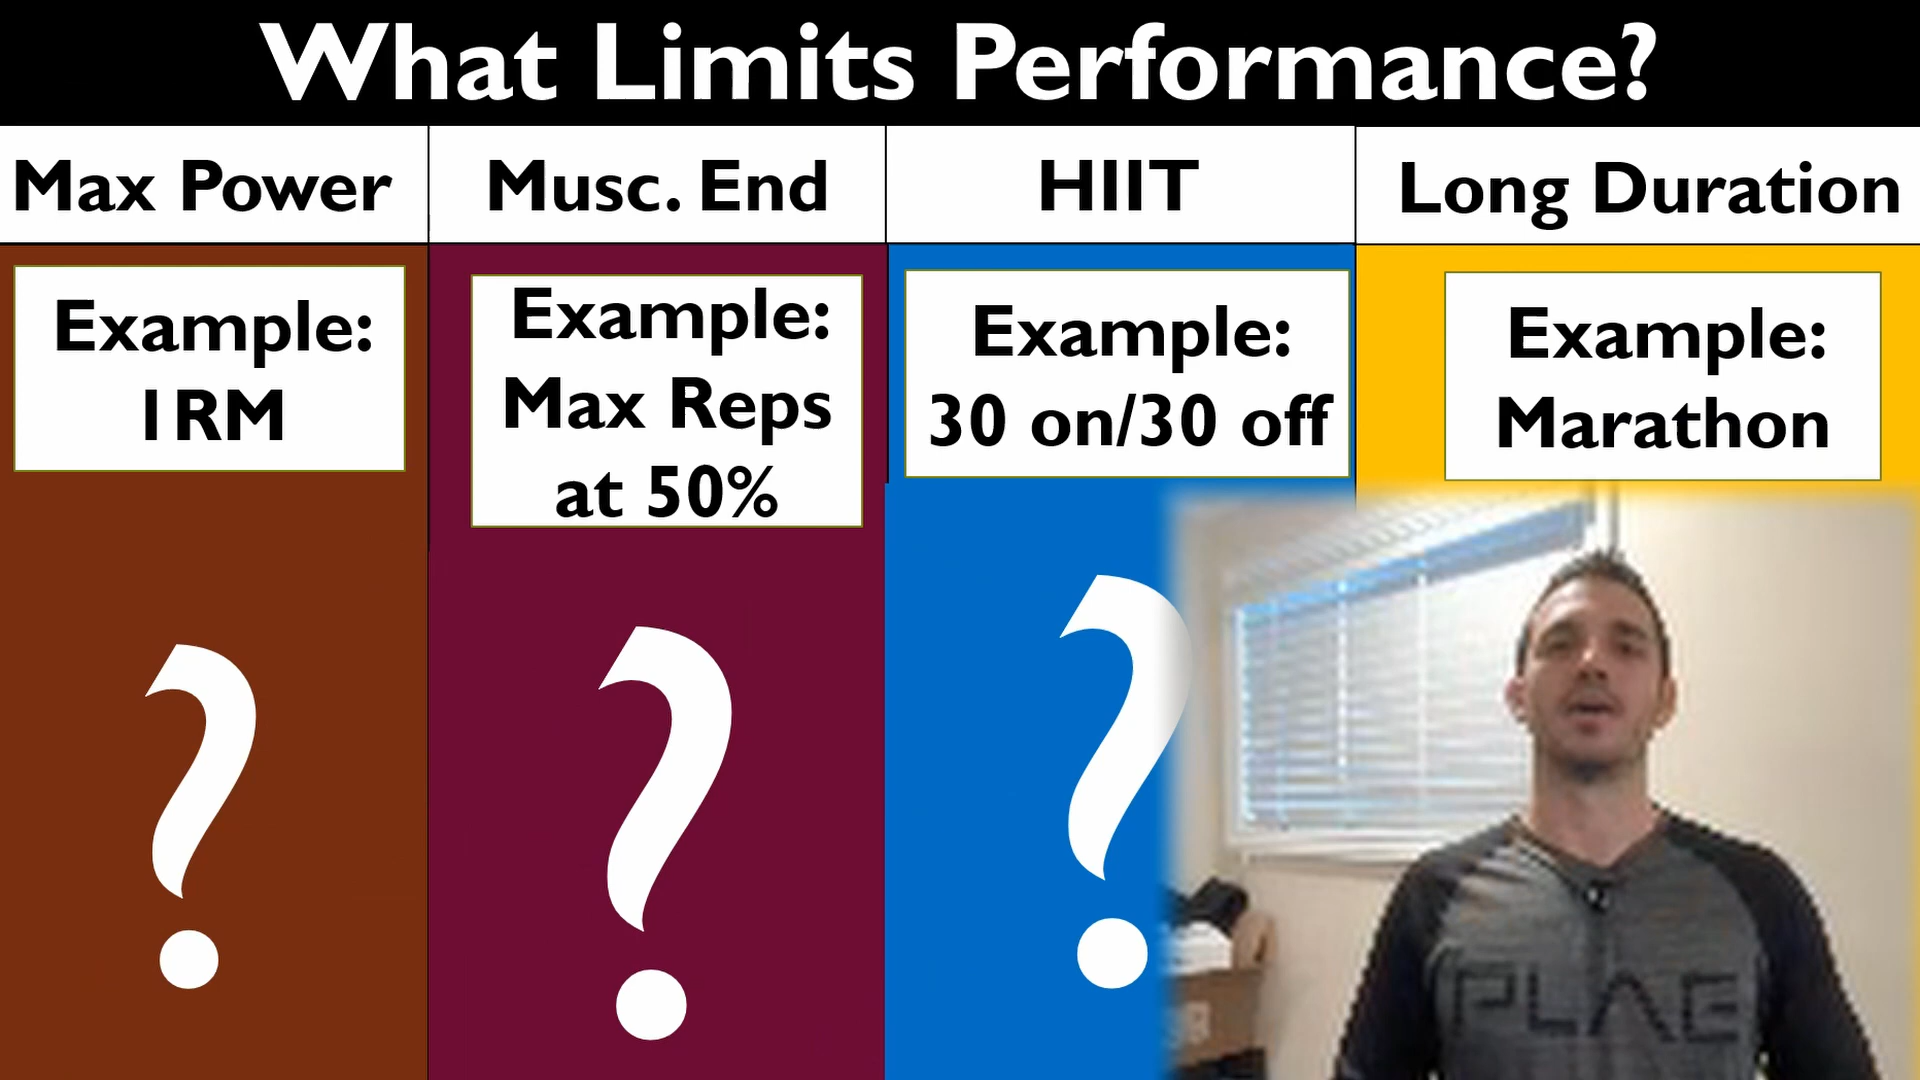 What Limits Performance?
Max Power
Musc. End
HIIT
Long Duration
Example:
1RM
Example:
Max Reps
at 50%
Example:
30 on/30 off
Example:
Marathon
?
?
?
PLAE